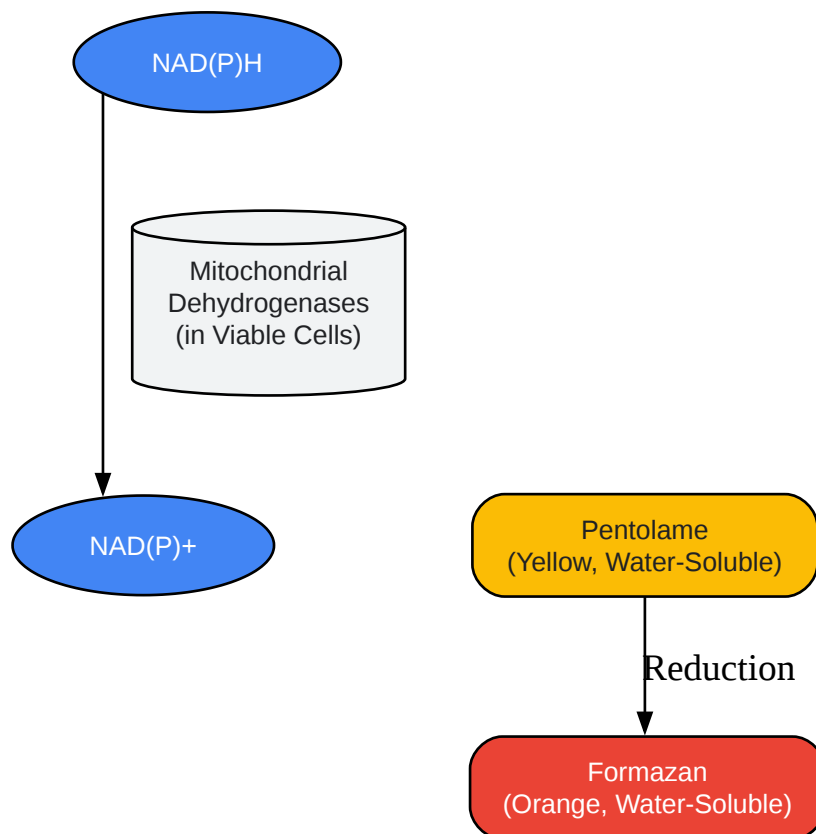 NAD(P)H
Mitochondrial
Dehydrogenases
(in Viable Cells)
NAD(P)+
Pentolame
(Yellow, Water-Soluble)
Reduction
Formazan
(Orange, Water-Soluble)